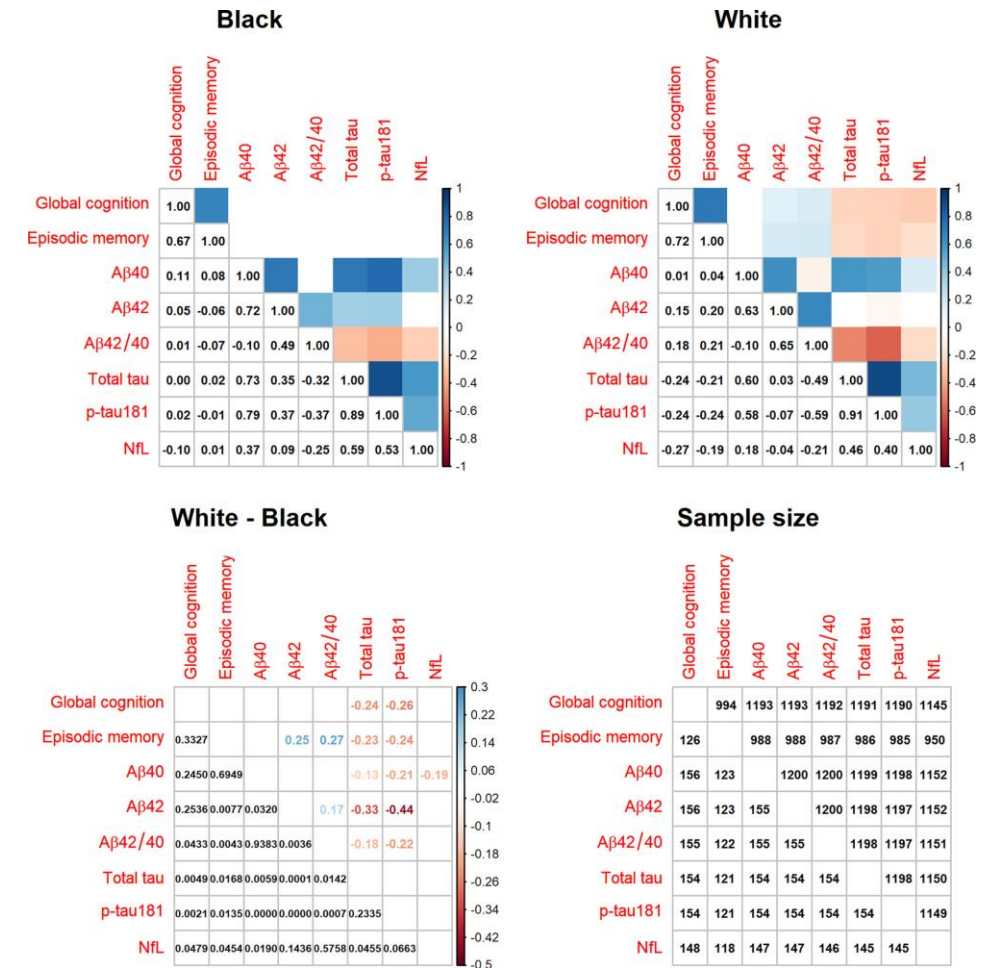 Black
Global cognition Episodic memory Aβ40 Aβ42 Aβ42/40 Total tau p-tau181 NfL
Global cognition 1.00
Episodic memory 0.67 1.00
Aβ40 0.11 0.08 1.00
Aβ42 0.05 -0.06 0.72 1.00
Aβ42/40 0.01 -0.07 -0.10 0.49 1.00
Total tau 0.00 0.02 0.73 0.35 -0.32 1.00
p-tau181 0.02 -0.01 0.79 0.37 -0.37 0.89 1.00
NfL -0.10 0.01 0.37 0.09 -0.25 0.59 0.53 1.00
1
0.8
0.6
0.4
0.2
0
-0.2
-0.4
-0.6
-0.8
-1
White
Global cognition Episodic memory Aβ40 Aβ42 Aβ42/40 Total tau p-tau181 NfL
Global cognition 1.00
Episodic memory 0.72 1.00
Aβ40 0.01 0.04 1.00
Aβ42 0.15 0.20 0.63 1.00
Aβ42/40 0.18 0.21 -0.10 0.65 1.00
Total tau -0.24 -0.21 0.60 0.03 -0.49 1.00
p-tau181 -0.24 -0.24 0.58 -0.07 -0.59 0.91 1.00
NfL -0.27 -0.19 0.18 -0.04 -0.21 0.46 0.40 1.00
1
0.8
0.6
0.4
0.2
0
-0.2
-0.4
-0.6
-0.8
-1
White - Black
Global cognition Episodic memory Aβ40 Aβ42 Aβ42/40 Total tau p-tau181 NfL
Global cognition -0.24 -0.26
Episodic memory 0.3327 0.25 0.27 -0.23 -0.24
Aβ40 0.2450 0.6949 -0.13 -0.21 -0.19
Aβ42 0.2536 0.0077 0.0320 0.17 -0.33 -0.44
Aβ42/40 0.0433 0.0043 0.9383 0.0036 -0.18 -0.22
Total tau 0.0049 0.0168 0.0059 0.0001 0.0142
p-tau181 0.0021 0.0135 0.0000 0.0000 0.0007 0.2335
NfL 0.0479 0.0454 0.0190 0.1436 0.5758 0.0455 0.0663
0.3
0.22
0.14
0.06
-0.02
-0.1
-0.18
-0.26
-0.34
-0.42
-0.5
Sample size
Global cognition Episodic memory Aβ40 Aβ42 Aβ42/40 Total tau p-tau181 NfL
Global cognition 994 1193 1193 1192 1191 1190 1145
Episodic memory 126 988 988 987 986 985 950
Aβ40 156 123 1200 1200 1199 1198 1152
Aβ42 156 123 155 1200 1198 1197 1152
Aβ42/40 155 122 155 155 1198 1197 1151
Total tau 154 121 154 154 154 1198 1150
p-tau181 154 121 154 154 154 154 1149
NfL 148 118 147 147 146 145 145